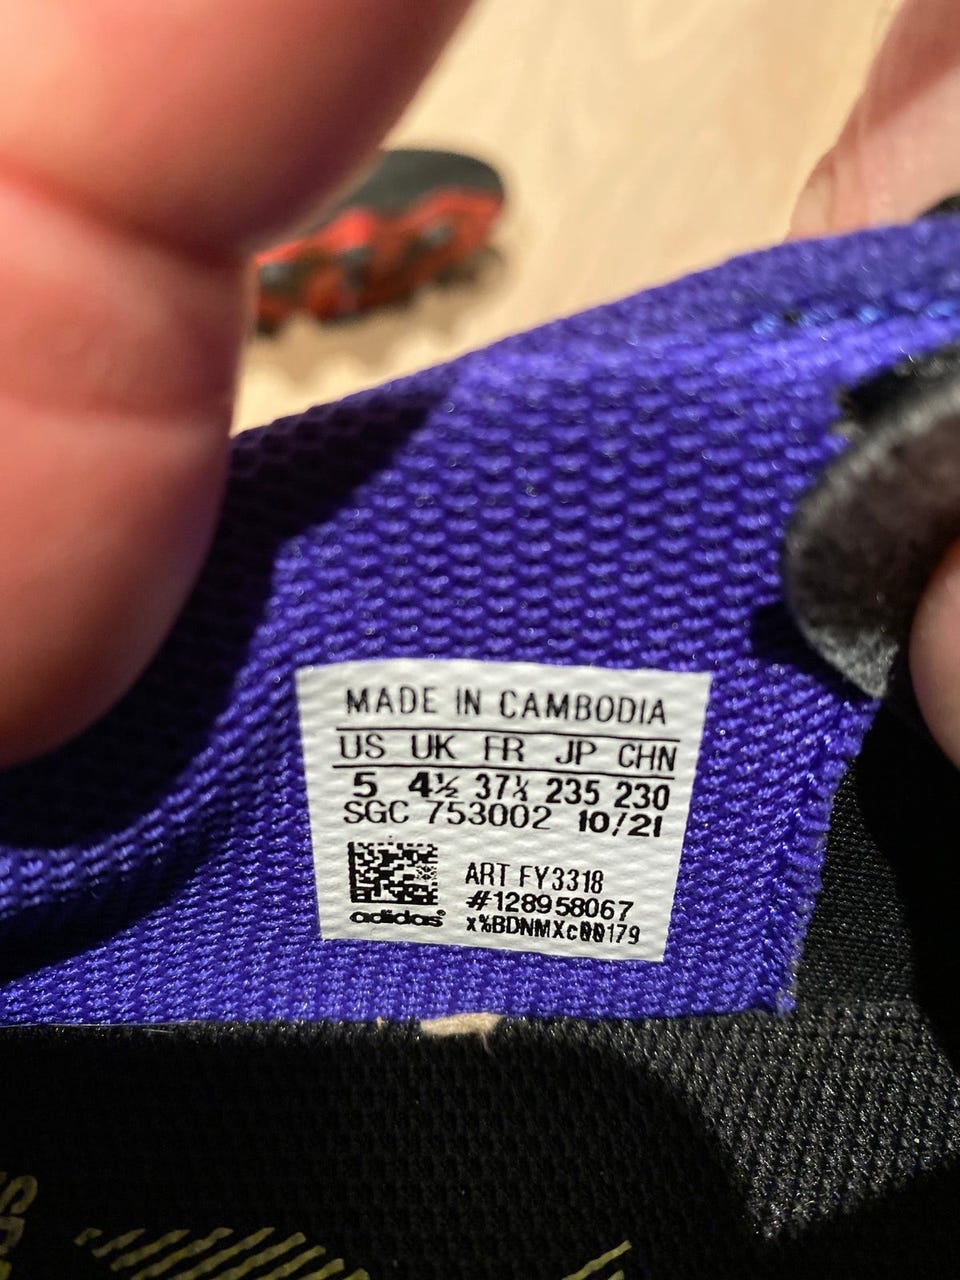 MADE IN CAMBODIA
US UK FR JP CHN
5 4½ 37⅓ 235 230
SGC 753002 10/21
ART FY3318
#128958067
x%BDNMXc00179
adidas